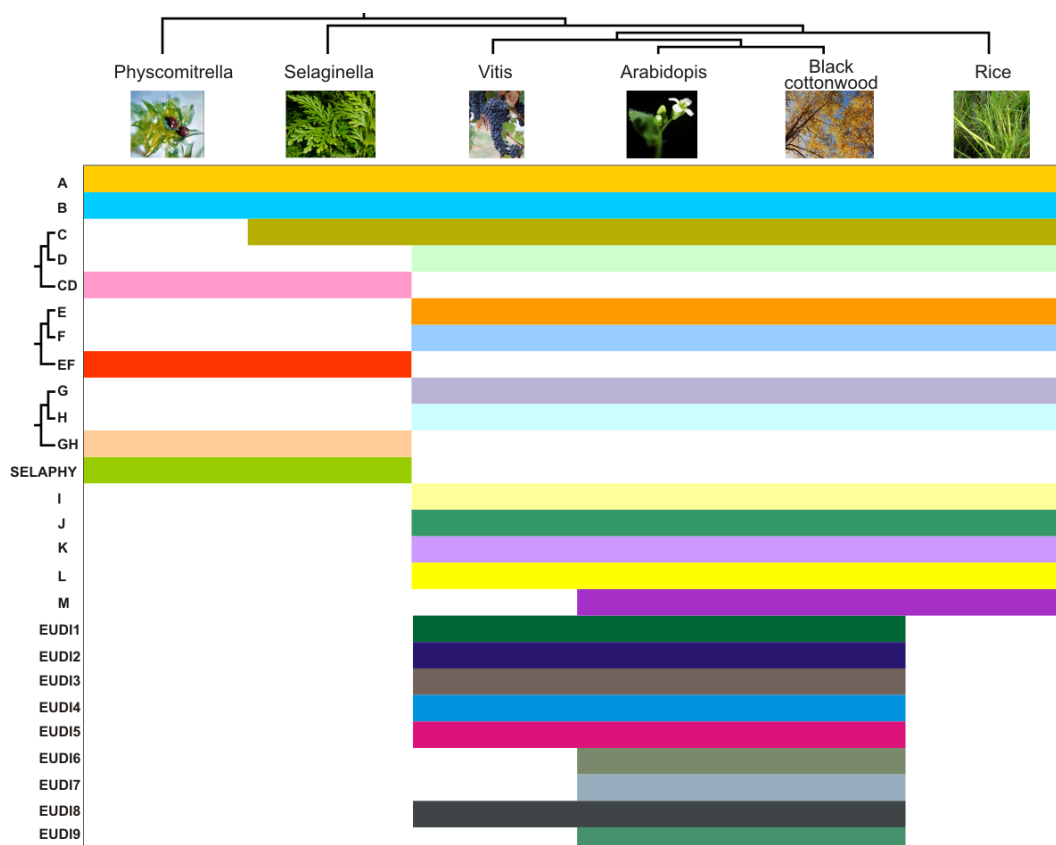 Physcomitrella
Selaginella
Vitis
Arabidopis
Black
cottonwood
Rice
A
B
C
D
CD
E
F
EF
G
H
GH
SELAPHY
I
J
K
L
M
EUDI1
EUDI2
EUDI3
EUDI4
EUDI5
EUDI6
EUDI7
EUDI8
EUDI9